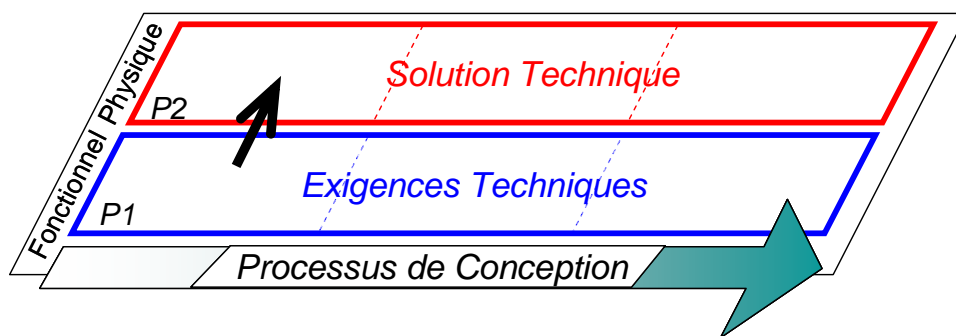 Physique
Solution Technique
P2
Fonctionnel
Exigences Techniques
P1
Processus de Conception